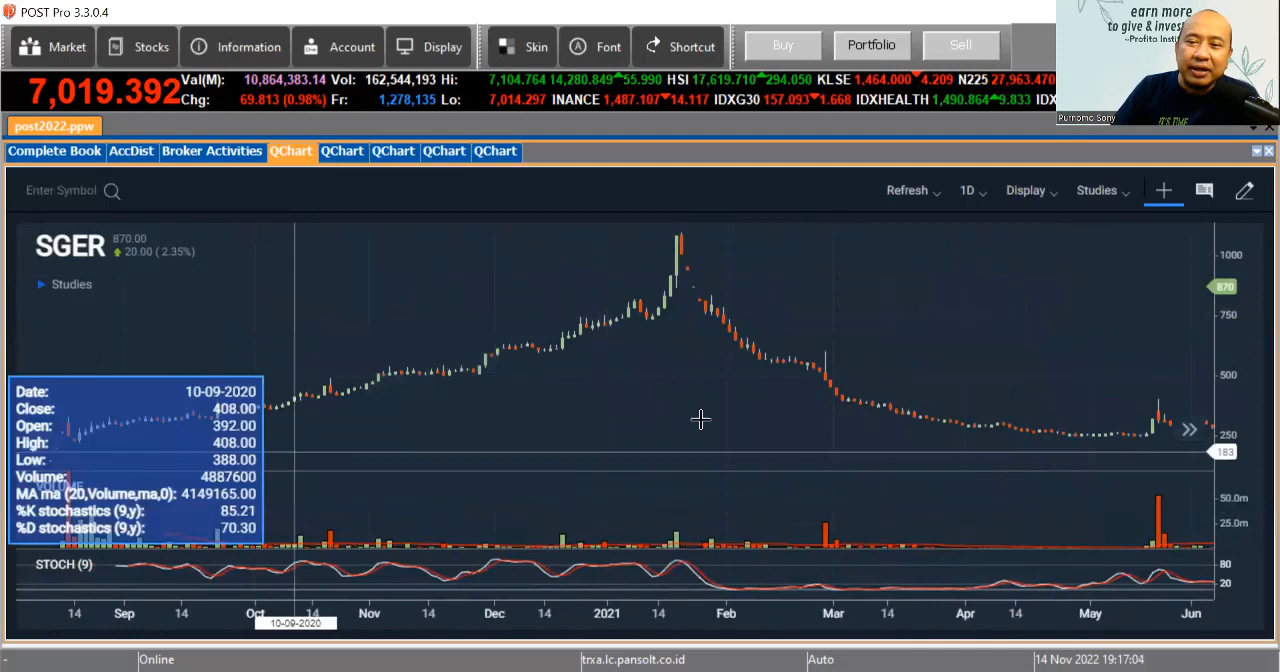 POST Pro 3.3.0.4
Market Stocks Information Account Display Skin Font Shortcut Buy Portfolio Sell
earn more
to give & invest
~Profita Insti
7,019.392
Val(M): 10,864,383.14 Vol: 162,544,193 Hi: 7,104.764 14,280.849 55.990 HSI 17,619.710 294.050 KLSE 1,464.000 4.209 N225 27,963.470
Chg: 69.813 (0.98%) Fr: 1,278,135 Lo: 7,014.297 INANCE 1,487.107 14.117 IDXG30 157.093 1.668 IDXHEALTH 1,490.864 9.833 IDX
Purnomo Sony
IT'S TIME
post2022.ppw
Complete Book AccDist Broker Activities QChart QChart QChart QChart QChart
Enter Symbol
Refresh 1D Display Studies
SGER
870.00
20.00 ( 2.35%)
Studies
1000
870
750
500
250
183
Date: 10-09-2020
Close: 408.00
Open: 392.00
High: 408.00
Low: 388.00
Volume: 4887600
MA ma (20,Volume,ma,0): 4149165.00
%K stochastics (9,y): 85.21
%D stochastics (9,y): 70.30
VOLUME
50.0m
25.0m
STOCH (9)
80
20
14 Sep 14 Oct 14 Nov 14 Dec 14 2021 14 Feb Mar 14 Apr 14 May Jun
10-09-2020
- Online trxa.lc.pansolt.co.id Auto 14 Nov 2022 19:17:04